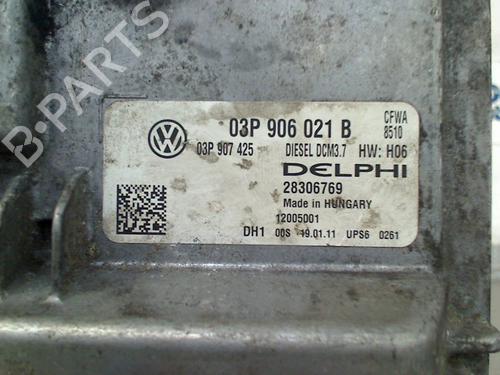 B-PARTS
03P 906 021 B
CFWA
8510
03P 907 425 DIESEL DCM3.7 HW: H06
DELPHI
28306769
Made in HUNGARY
12005001
DH1 00S 19.01.11 UPS6 0261